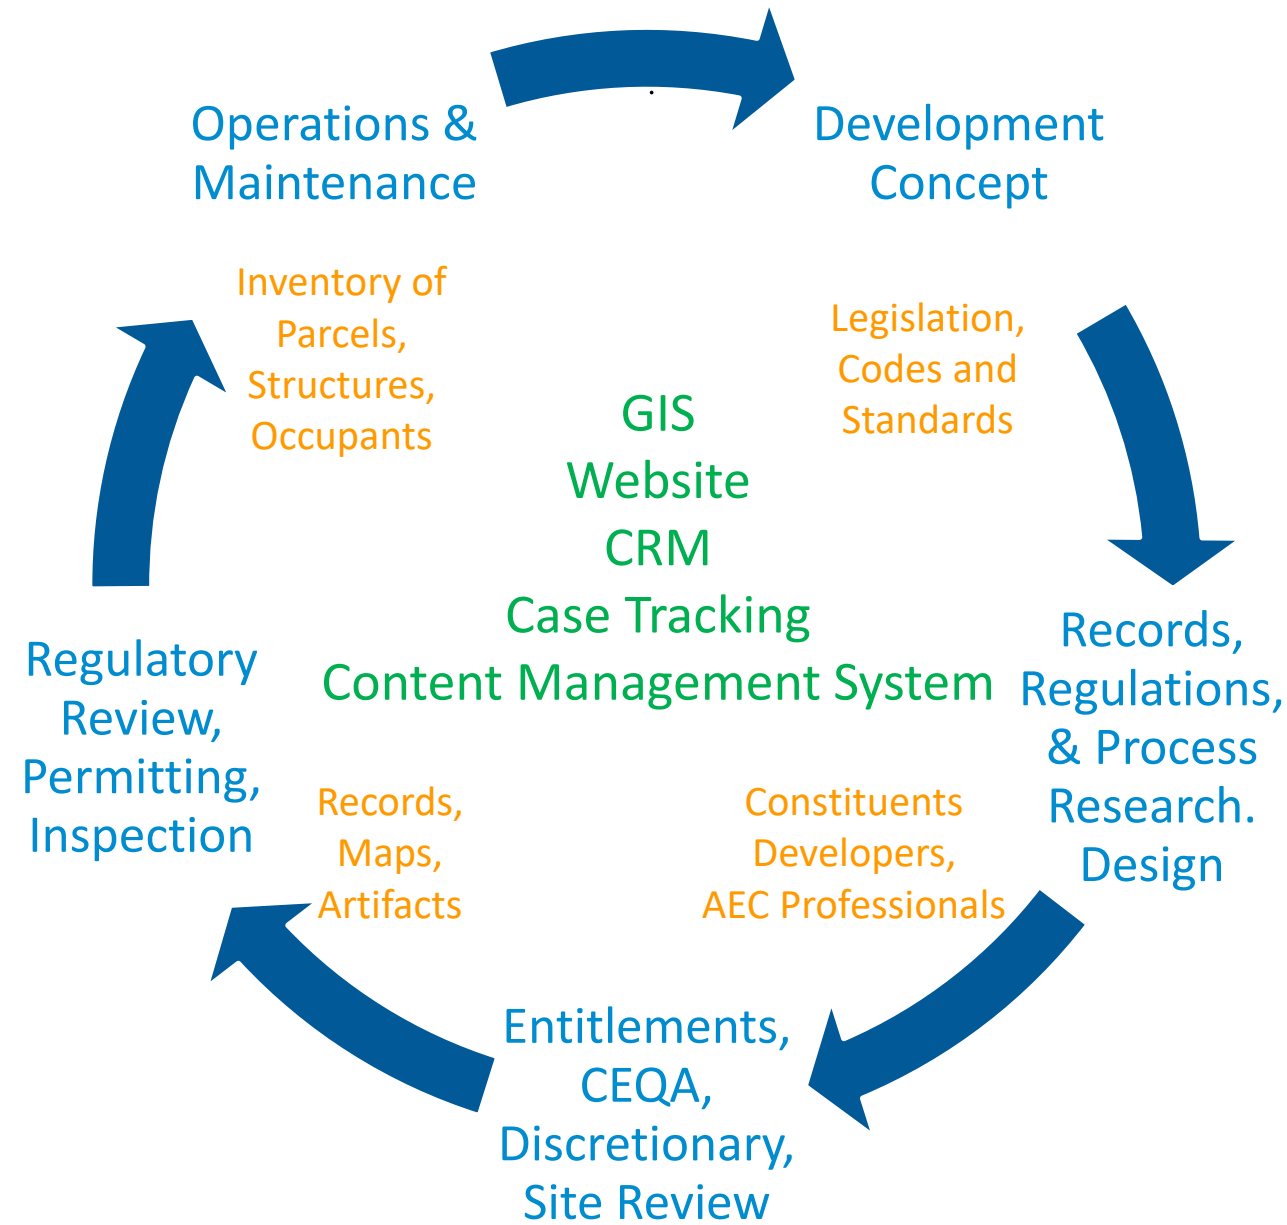 Operations &
Maintenance
Development
Concept
Inventory of
Parcels,
Structures,
Occupants
Legislation,
Codes and
Standards
GIS
Website
CRM
Case Tracking
Content Management System
Records,
Regulations,
& Process
Research.
Design
Regulatory
Review,
Permitting,
Inspection
Records,
Maps,
Artifacts
Constituents
Developers,
AEC Professionals
Entitlements,
CEQA,
Discretionary,
Site Review